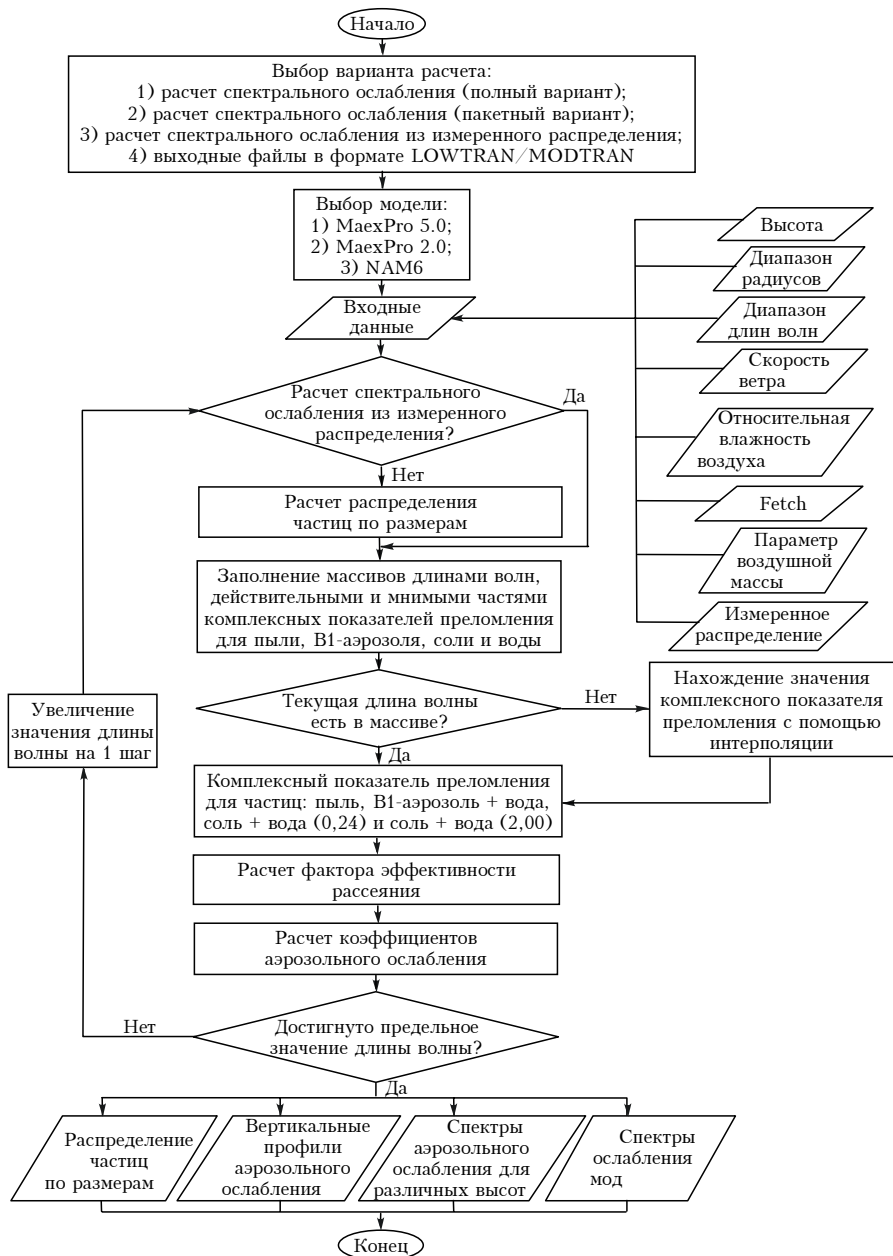 Начало
Выбор варианта расчета:
1) расчет спектрального ослабления (полный вариант);
2) расчет спектрального ослабления (пакетный вариант);
3) расчет спектрального ослабления из измеренного распределения;
4) выходные файлы в формате LOWTRAN/MODTRAN
Выбор модели:
1) MaexPro 5.0;
2) MaexPro 2.0;
3) NAM6
Входные
данные
Высота
Диапазон
радиусов
Диапазон
длин волн
Скорость
ветра
Относительная
влажность
воздуха
Fetch
Параметр
воздушной
массы
Измеренное
распределение
Расчет спектрального
ослабления из измеренного
распределения?
Да
Нет
Расчет распределения
частиц по размерам
Заполнение массивов длинами волн,
действительными и мнимыми частями
комплексных показателей преломления
для пыли, В1-аэрозоля, соли и воды
Текущая длина волны
есть в массиве?
Нет
Нахождение значения
комплексного показателя
преломления с помощью
интерполяции
Увеличение
значения длины
волны на 1 шаг
Да
Комплексный показатель преломления
для частиц: пыль, В1-аэрозоль + вода,
соль + вода (0,24) и соль + вода (2,00)
Расчет фактора эффективности
рассеяния
Расчет коэффициентов
аэрозольного ослабления
Достигнуто предельное
значение длины волны?
Нет
Да
Распределение
частиц
по размерам
Вертикальные
профили
аэрозольного
ослабления
Спектры
аэрозольного
ослабления для
различных высот
Спектры
ослабления
мод
Конец